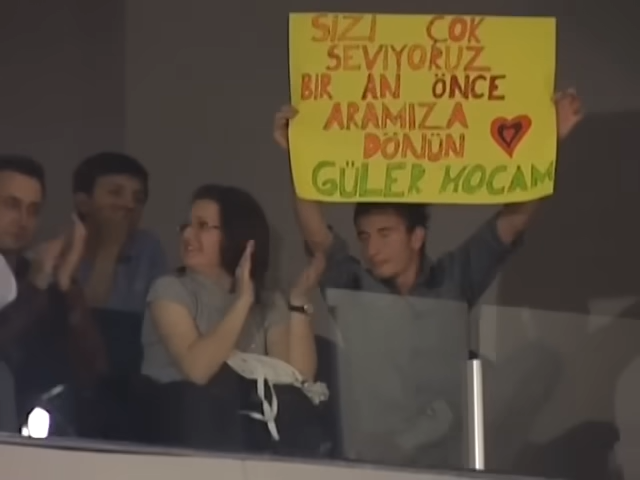 SİZİ ÇOK
SEVİYORUZ
BİR AN ÖNCE
ARAMIZA
DÖNÜN
GÜLER HOCAM